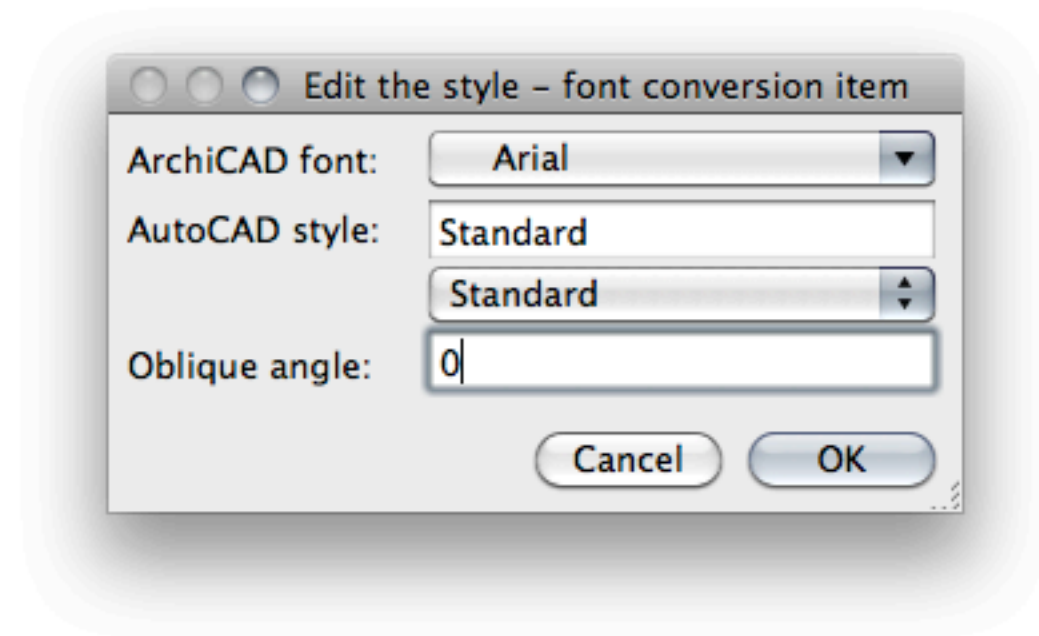 Edit the style – font conversion item
ArchiCAD font: Arial
AutoCAD style: Standard
Standard
Oblique angle: 0
Cancel OK